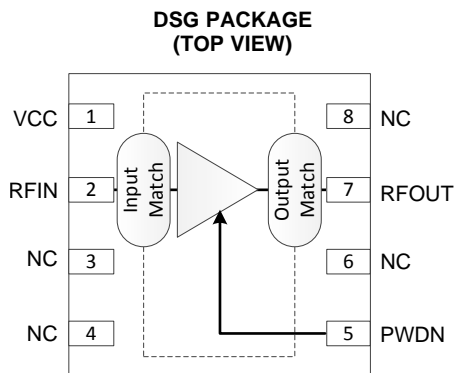 DSG PACKAGE
(TOP VIEW)
VCC 1 8 NC
RFIN 2 Input Match Output Match 7 RFOUT
NC 3 6 NC
NC 4 5 PWDN